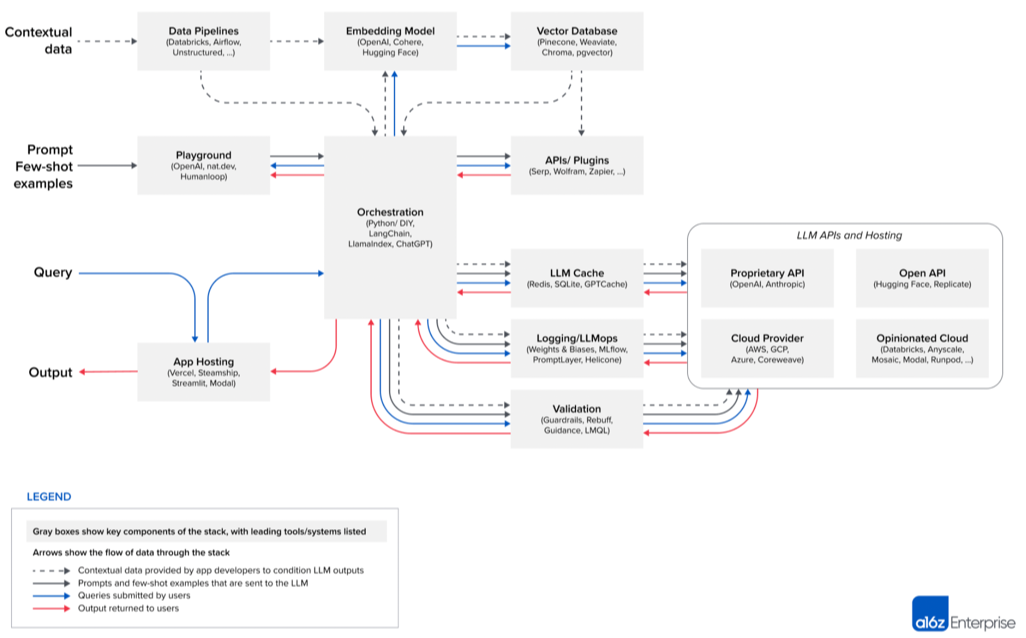 Contextual
data
Data Pipelines
(Databricks, Airflow,
Unstructured, ...)
Embedding Model
(OpenAI, Cohere,
Hugging Face)
Vector Database
(Pinecone, Weaviate,
Chroma, pgvector)
Prompt
Few-shot
examples
Playground
(OpenAI, nat.dev,
Humanloop)
Orchestration
(Python/ DIY,
LangChain,
LlamaIndex, ChatGPT)
APIs/ Plugins
(Serp, Wolfram, Zapier, ...)
Query
LLM Cache
(Redis, SQLite, GPTCache)
Logging/LLMops
(Weights & Biases, MLflow,
PromptLayer, Helicone)
Validation
(Guardrails, Rebuff,
Guidance, LMQL)
LLM APIs and Hosting
Proprietary API
(OpenAI, Anthropic)
Open API
(Hugging Face, Replicate)
Cloud Provider
(AWS, GCP,
Azure, Coreweave)
Opinionated Cloud
(Databricks, Anyscale,
Mosaic, Modal, Runpod, ...)
Output
App Hosting
(Vercel, Steamship,
Streamlit, Modal)
LEGEND
Gray boxes show key components of the stack, with leading tools/systems listed
Arrows show the flow of data through the stack
Contextual data provided by app developers to condition LLM outputs
Prompts and few-shot examples that are sent to the LLM
Queries submitted by users
Output returned to users
a16z Enterprise